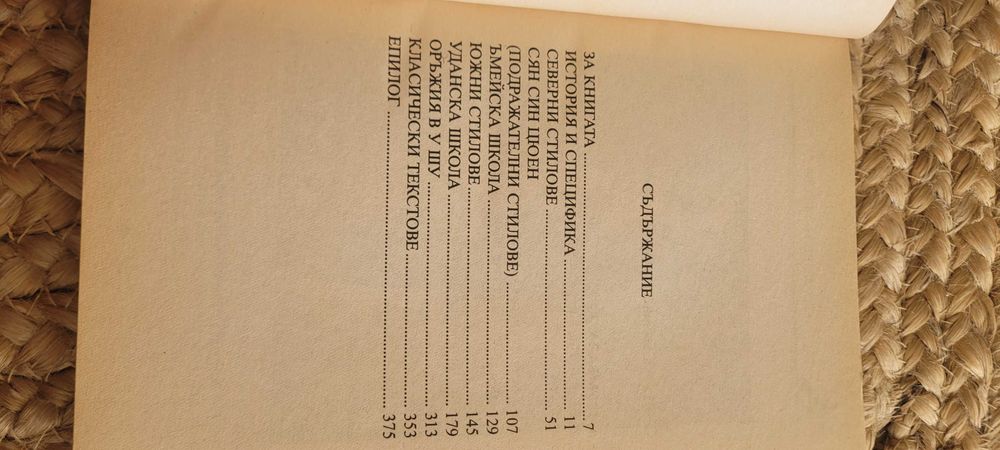 СЪДЪРЖАНИЕ
ЗА КНИГАТА 7
ИСТОРИЯ И СПЕЦИФИКА 11
СЕВЕРНИ СТИЛОВЕ 51
СЯН СИН ЦЮЕН
(ПОДРАЖАТЕЛНИ СТИЛОВЕ) 107
ЪМЕЙСКА ШКОЛА 129
ЮЖНИ СТИЛОВЕ 145
УДАНСКА ШКОЛА 179
ОРЪЖИЯ В У ШУ 313
КЛАСИЧЕСКИ ТЕКСТОВЕ 353
ЕПИЛОГ 375